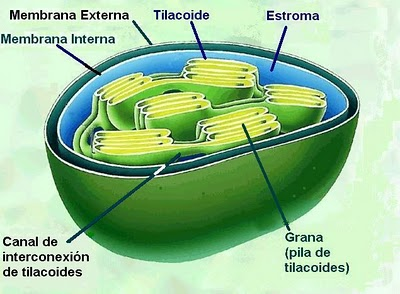 Membrana Externa
Tilacoide
Estroma
Membrana Interna
Canal de
interconexión
de tilacoides
Grana
(pila de
tilacoides)